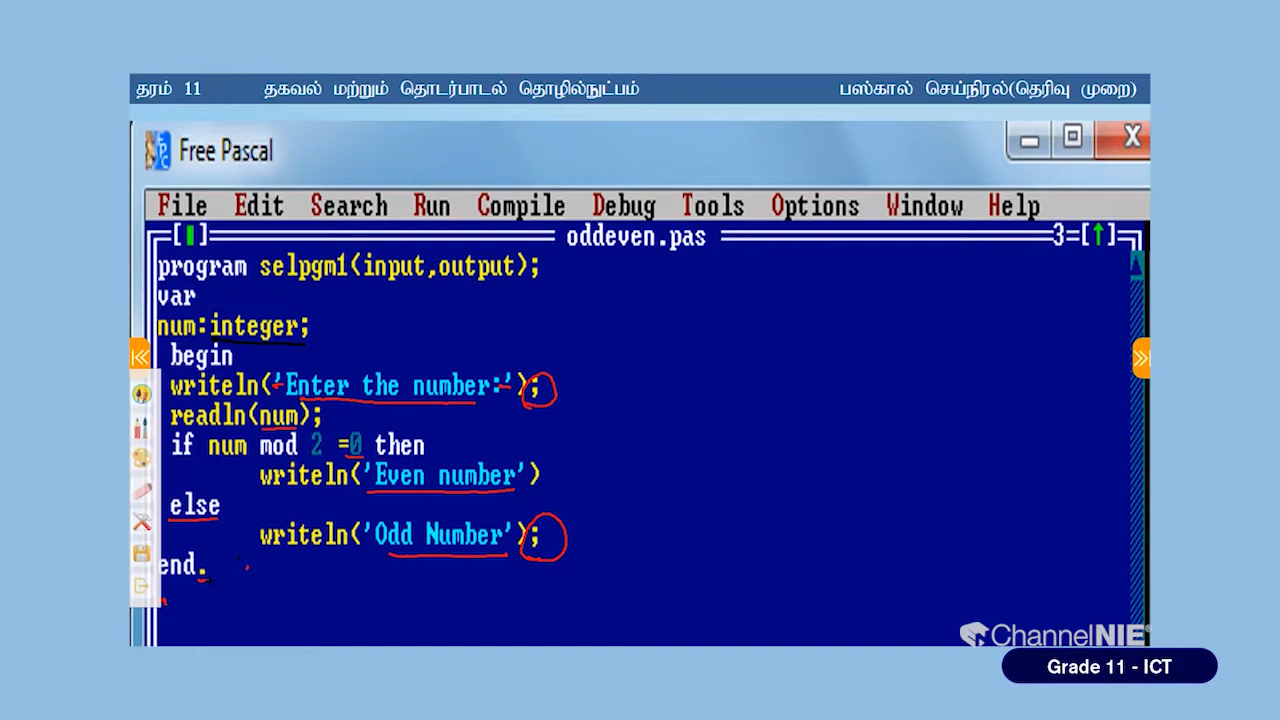 தரம் 11 தகவல் மற்றும் தொடர்பாடல் தொழில்நுட்பம் பஸ்கால் செய்நிரல்(தெரிவு முறை)
Free Pascal
File Edit Search Run Compile Debug Tools Options Window Help
oddeven.pas 3=[↑]
program selpgm1(input,output);
var
num:integer;
begin
writeln('Enter the number:');
readln(num);
if num mod 2 =0 then
writeln('Even number')
else
writeln('Odd Number');
end.
ChannelNIE
Grade 11 - ICT